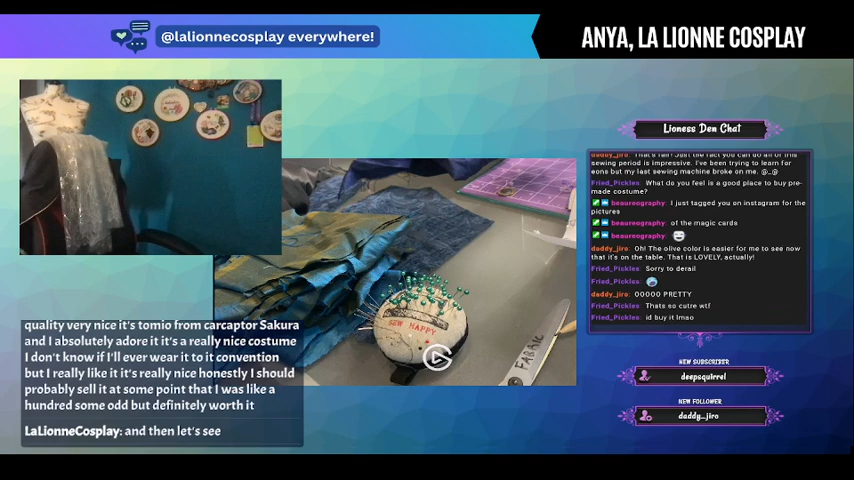 @lalionnecosplay everywhere!
ANYA, LA LIONNE COSPLAY
Lioness Den Chat
daddy_jiro: That's fair! Just the fact you can do all of this
sewing period is impressive. I've been trying to learn for
eons but my last sewing machine broke on me. @_@
Fried_Pickles: What do you feel is a good place to buy pre-
made costume?
beaureography: I just tagged you on instagram for the
pictures
beaureography: of the magic cards
beaureography:
daddy_jiro: Oh! The olive color is easier for me to see now
that it's on the table. That is LOVELY, actually!
Fried_Pickles: Sorry to derail
Fried_Pickles:
daddy_jiro: OOOOO PRETTY
Fried_Pickles: Thats so cutre wtf
Fried_Pickles: id buy it lmao
quality very nice it's tomio from carcaptor Sakura
and I absolutely adore it it's a really nice costume
I don't know if I'll ever wear it to it convention
but I really like it it's really nice honestly I should
probably sell it at some point that I was like a
hundred some odd but definitely worth it
LaLionneCosplay: and then let's see
SEW HAPPY
FABRIC
NEW SUBSCRIBER
deepsquirrel
NEW FOLLOWER
daddy_jiro